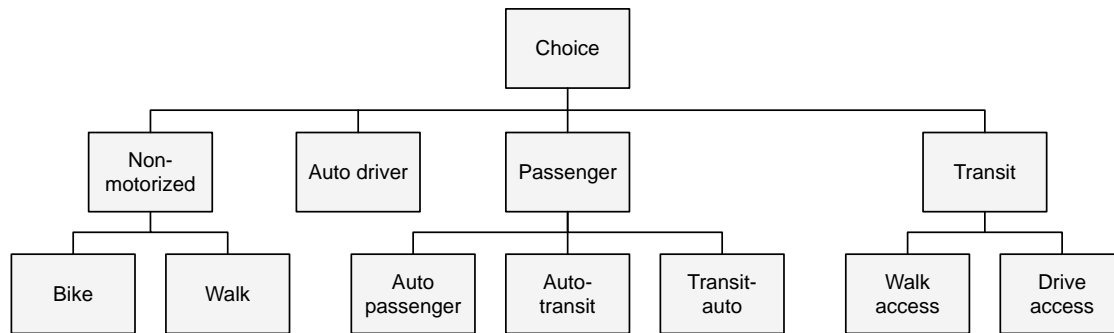 Choice
Non-
motorized
Auto driver
Passenger
Transit
Bike
Walk
Auto
passenger
Auto-
transit
Transit-
auto
Walk
access
Drive
access